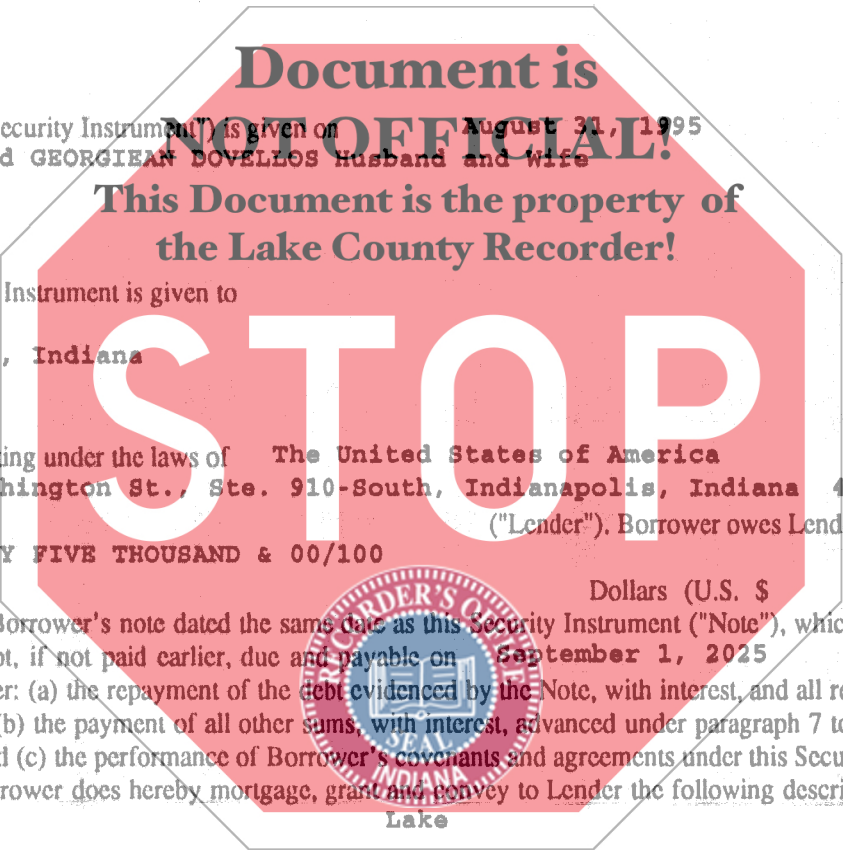 Document is
NOT OFFICIAL!
This Document is the property of
the Lake County Recorder!
STOP
ecurity Instrument") is given on August 31, 1995
d GEORGIEAN DOVELLOS Husband and Wife
Instrument is given to
, Indiana
ting under the laws of The United States of America
hington St., Ste. 910-South, Indianapolis, Indiana 4
("Lender"). Borrower owes Lend
Y FIVE THOUSAND & 00/100
Dollars (U.S. $
Borrower's note dated the same date as this Security Instrument ("Note"), whic
bt, if not paid earlier, due and payable on September 1, 2025
er: (a) the repayment of the debt evidenced by the Note, with interest, and all re
(b) the payment of all other sums, with interest, advanced under paragraph 7 to
d (c) the performance of Borrower's covenants and agreements under this Secu
rower does hereby mortgage, grant and convey to Lender the following descri
Lake
RECORDER'S OFFICE
SEAL
INDIANA